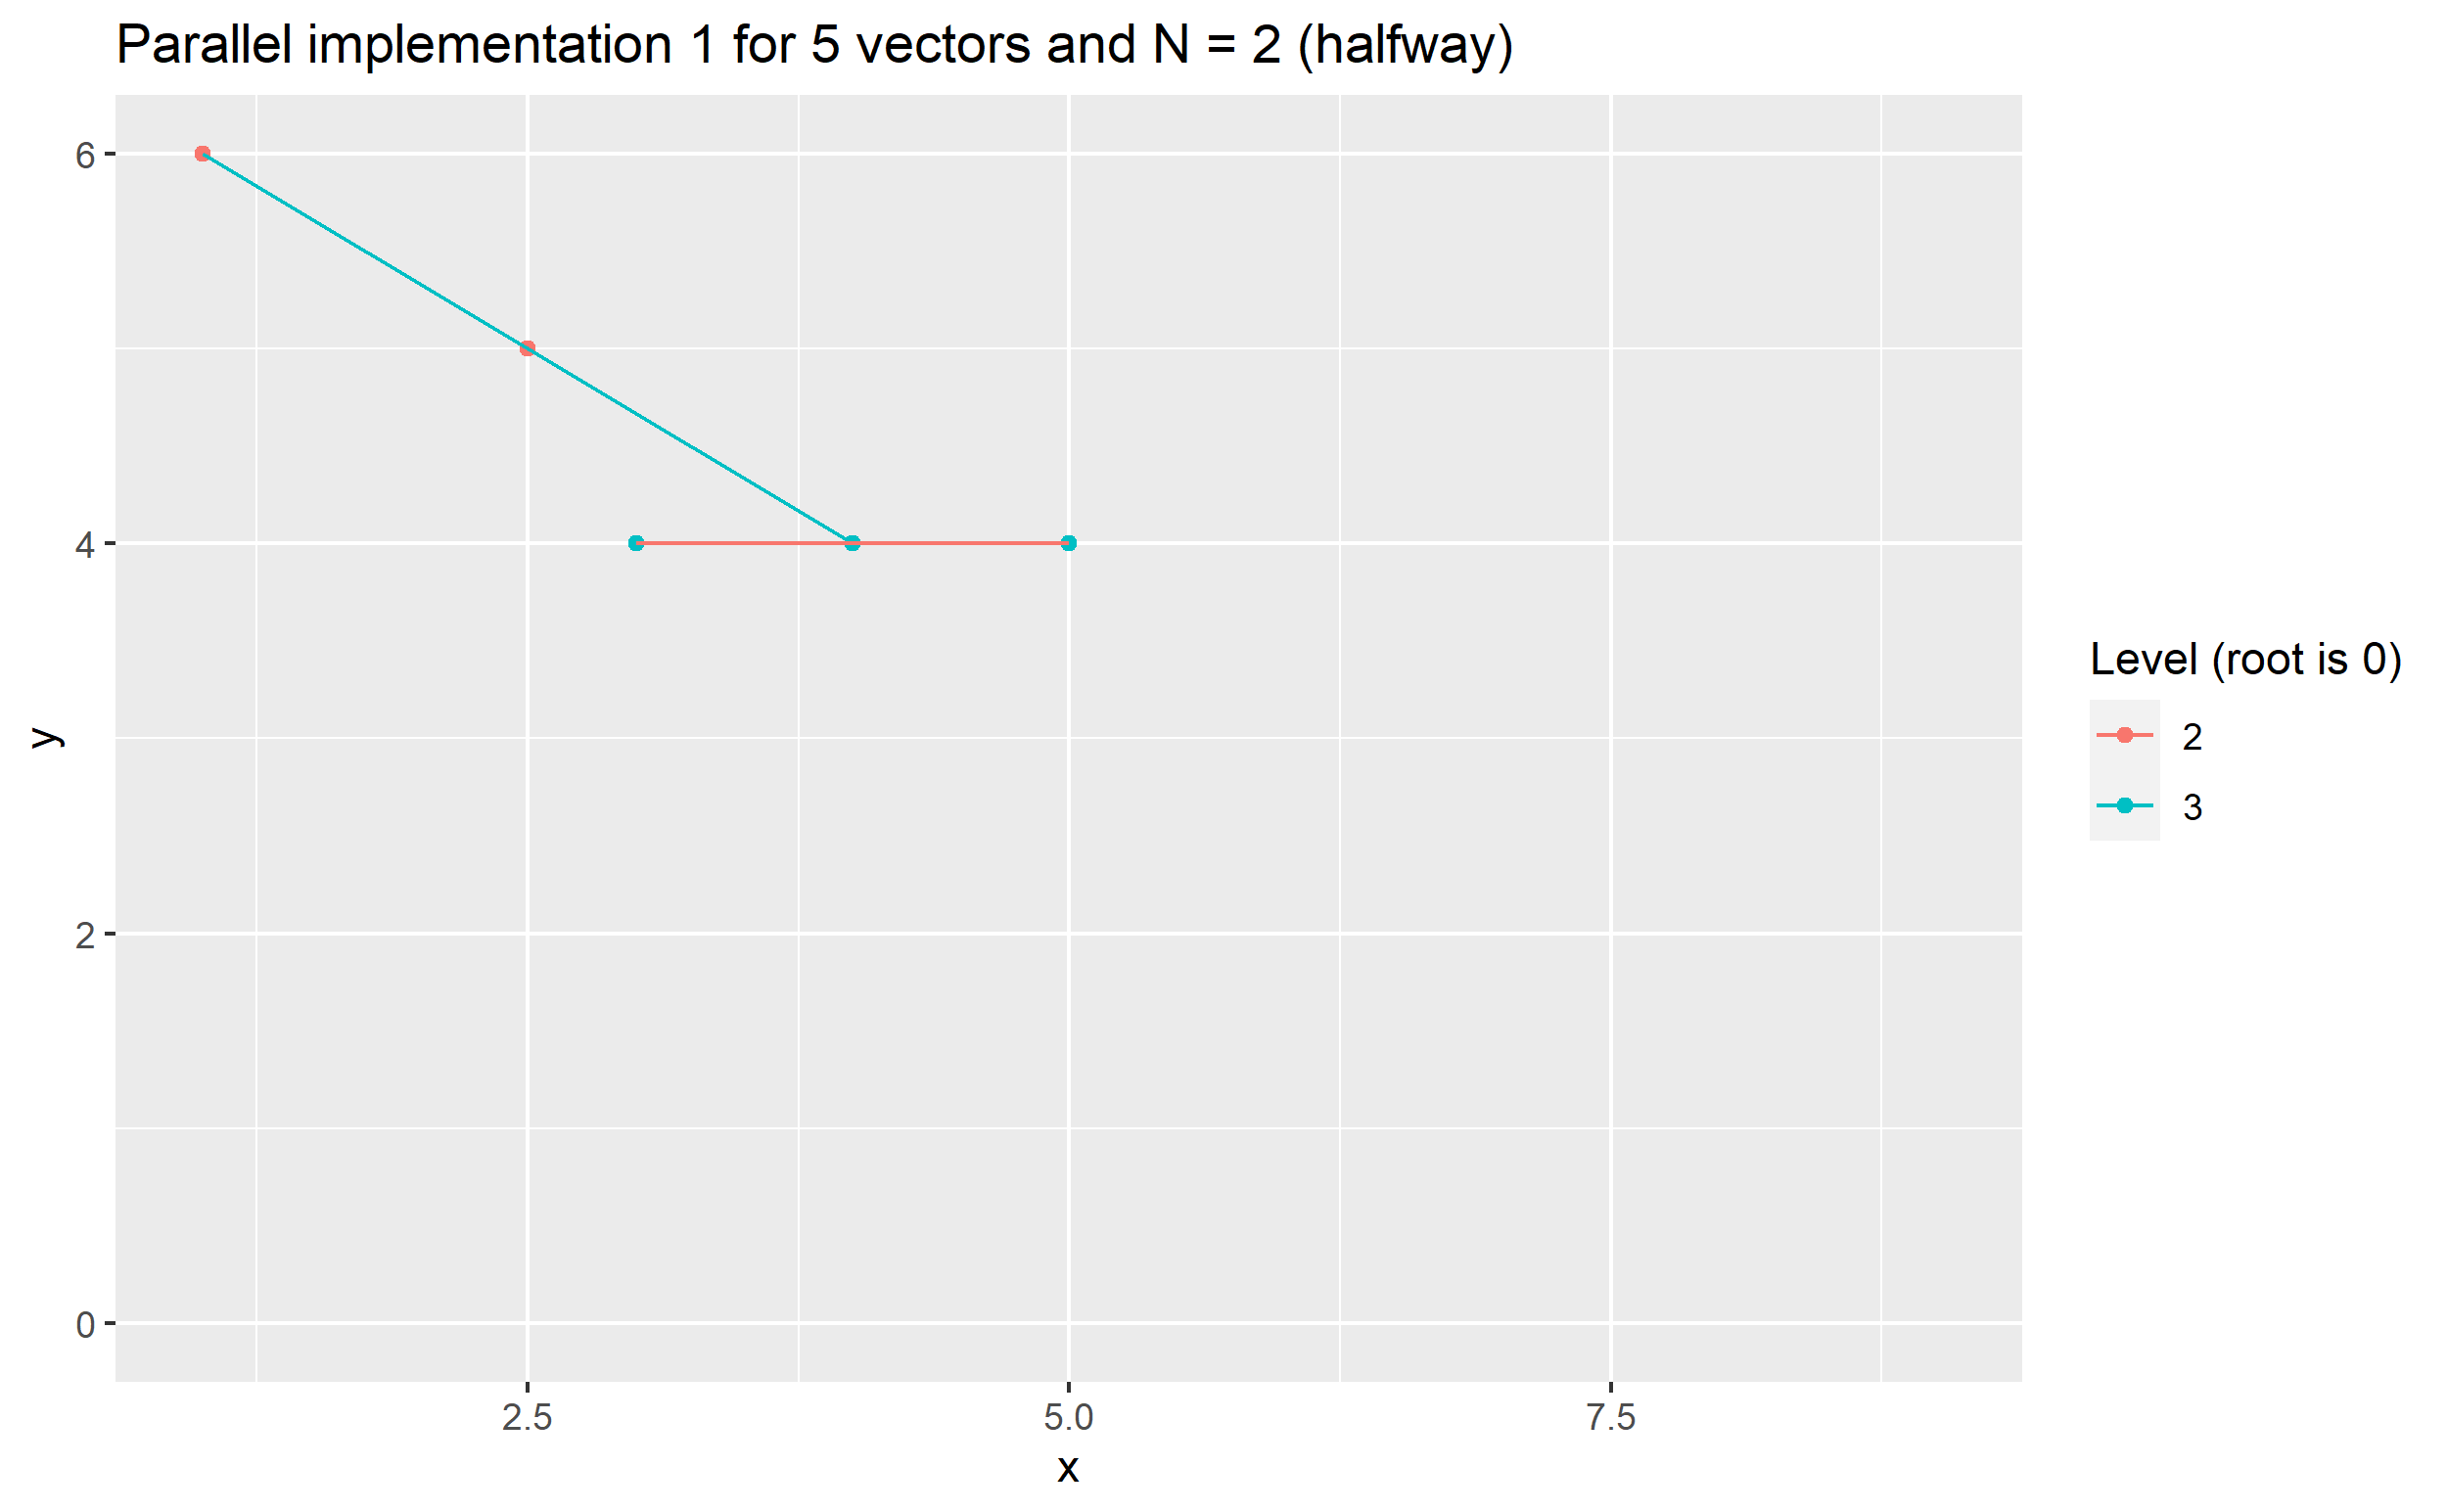 Parallel implementation 1 for 5 vectors and N = 2 (halfway)
6
4
2
0
y
2.5 5.0 7.5
x
Level (root is 0)
2
3